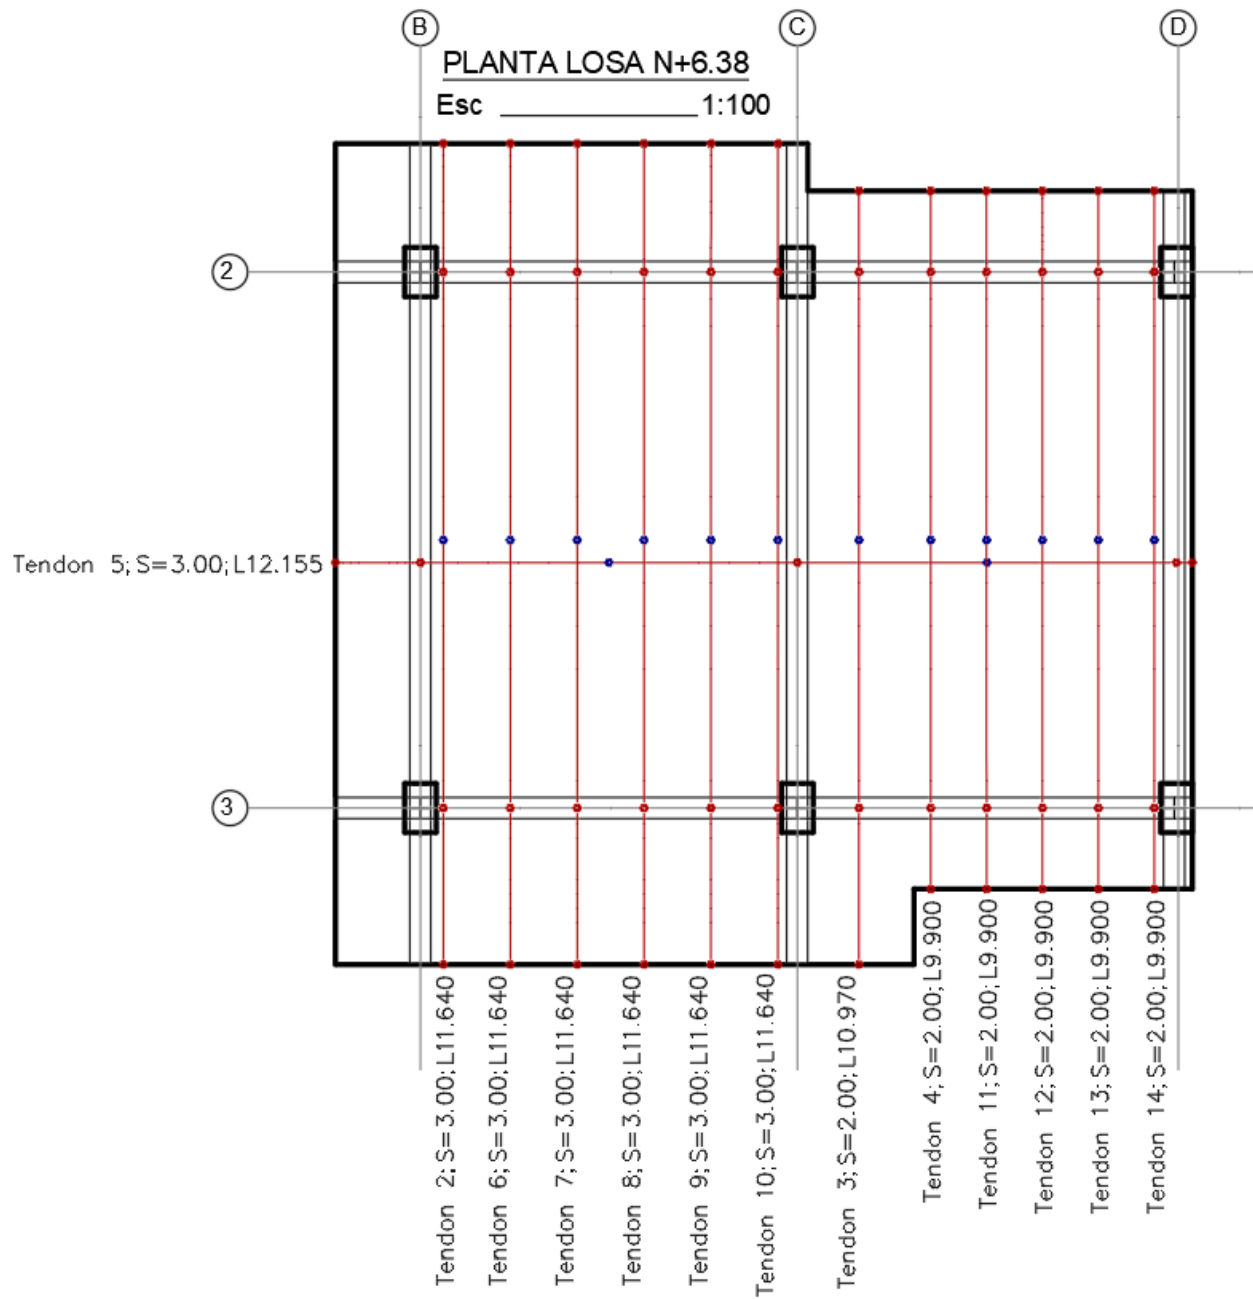 B
C
D
PLANTA LOSA N+6.38
Esc 1:100
2
Tendon 5; S=3.00; L12.155
3
Tendon 2; S=3.00; L11.640
Tendon 6; S=3.00; L11.640
Tendon 7; S=3.00; L11.640
Tendon 8; S=3.00; L11.640
Tendon 9; S=3.00; L11.640
Tendon 10; S=3.00; L11.640
Tendon 3; S=2.00; L10.970
Tendon 4; S=2.00; L9.900
Tendon 11; S=2.00; L9.900
Tendon 12; S=2.00; L9.900
Tendon 13; S=2.00; L9.900
Tendon 14; S=2.00; L9.900